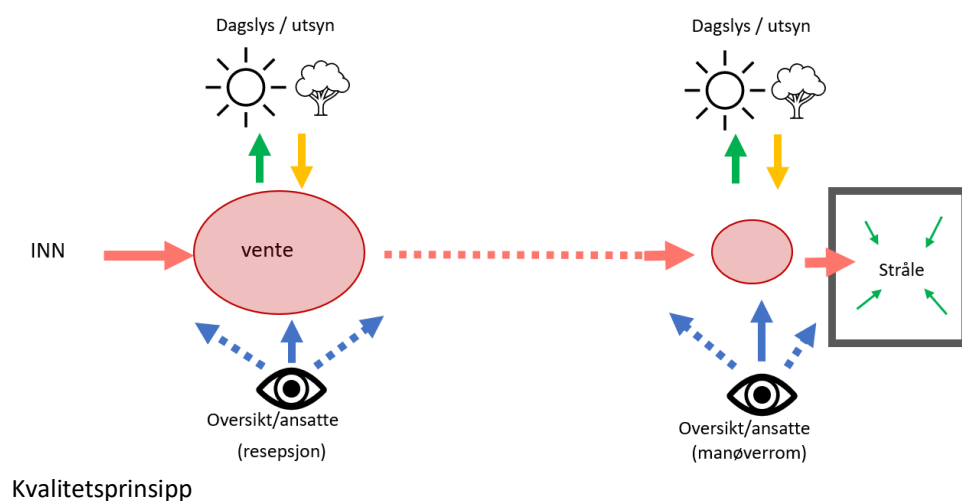 Dagslys / utsyn
Dagslys / utsyn
INN
vente
Stråle
Oversikt/ansatte
(resepsjon)
Oversikt/ansatte
(manøverrom)
Kvalitetsprinsipp